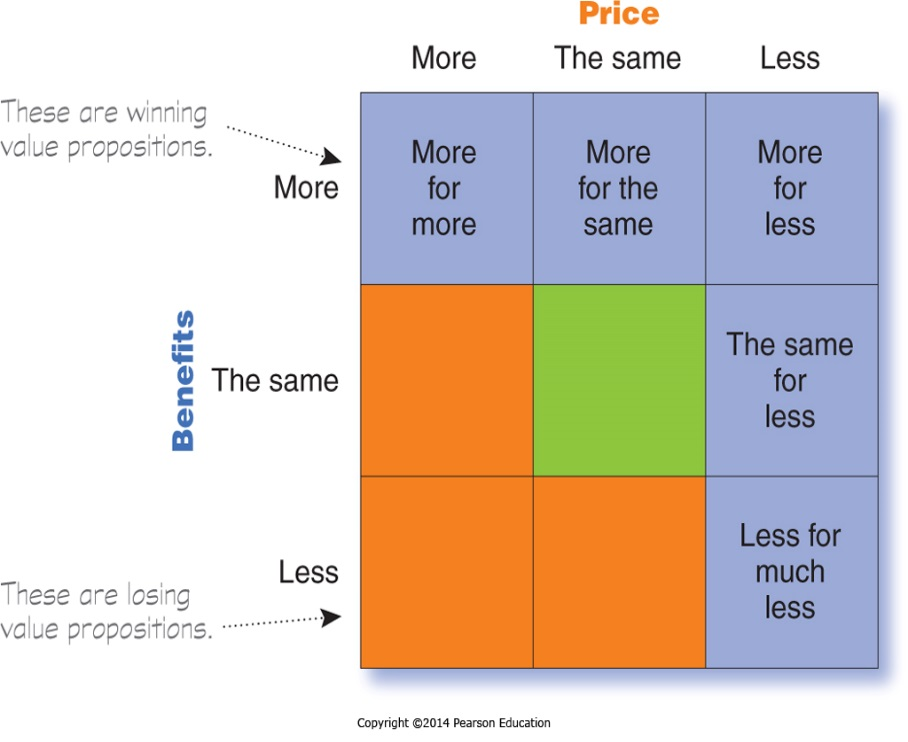 Price
More
The same
Less
These are winning
value propositions.
More
More
for
more
More
for the
same
More
for
less
Benefits
The same
The same
for
less
Less
Less for
much
less
These are losing
value propositions.
Copyright ©2014 Pearson Education